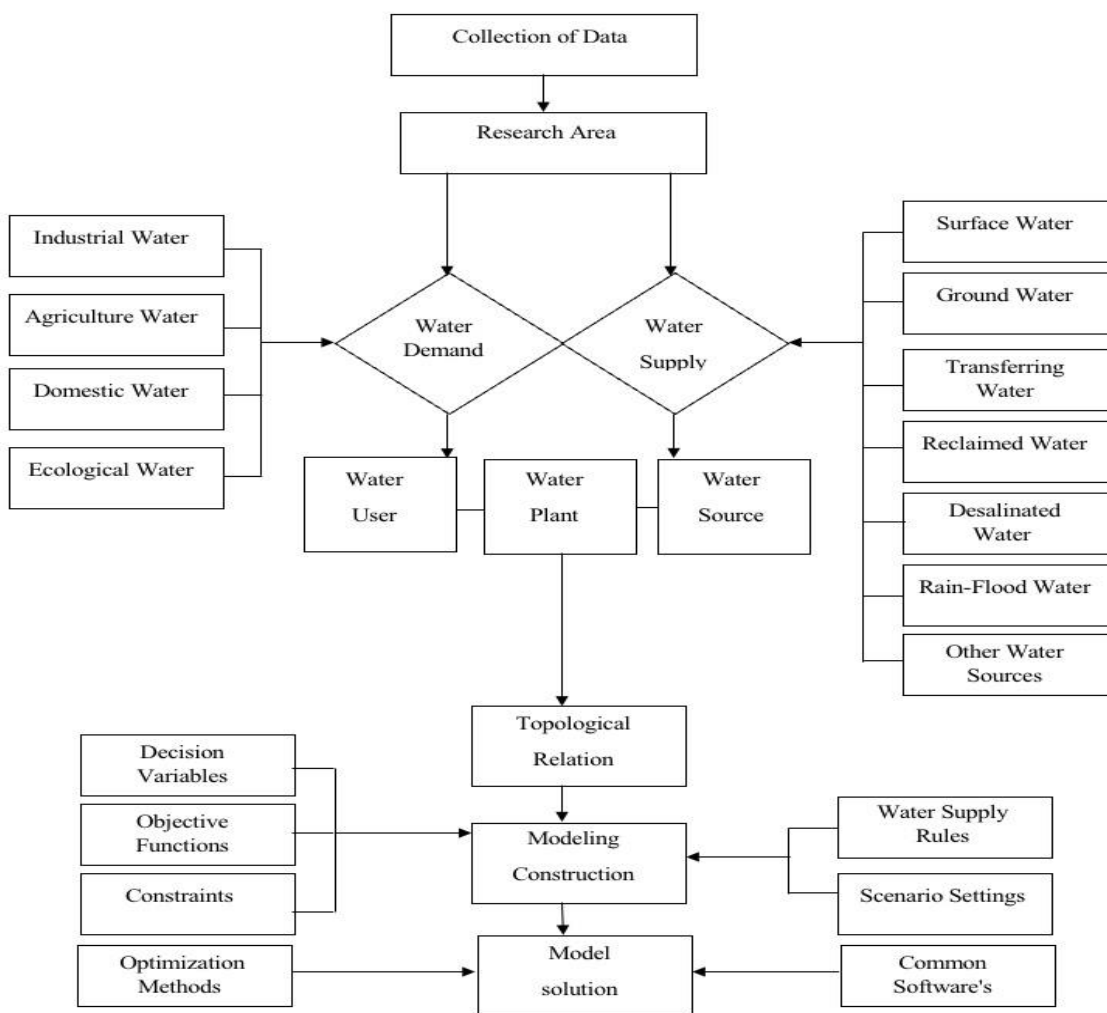 Collection of Data
Research Area
Industrial Water
Agriculture Water
Domestic Water
Ecological Water
Water
Demand
Water
Supply
Surface Water
Ground Water
Transferring
Water
Reclaimed Water
Desalinated
Water
Rain-Flood Water
Other Water
Sources
Water
User
Water
Plant
Water
Source
Topological
Relation
Decision
Variables
Objective
Functions
Constraints
Modeling
Construction
Water Supply
Rules
Scenario Settings
Optimization
Methods
Model
solution
Common
Software's